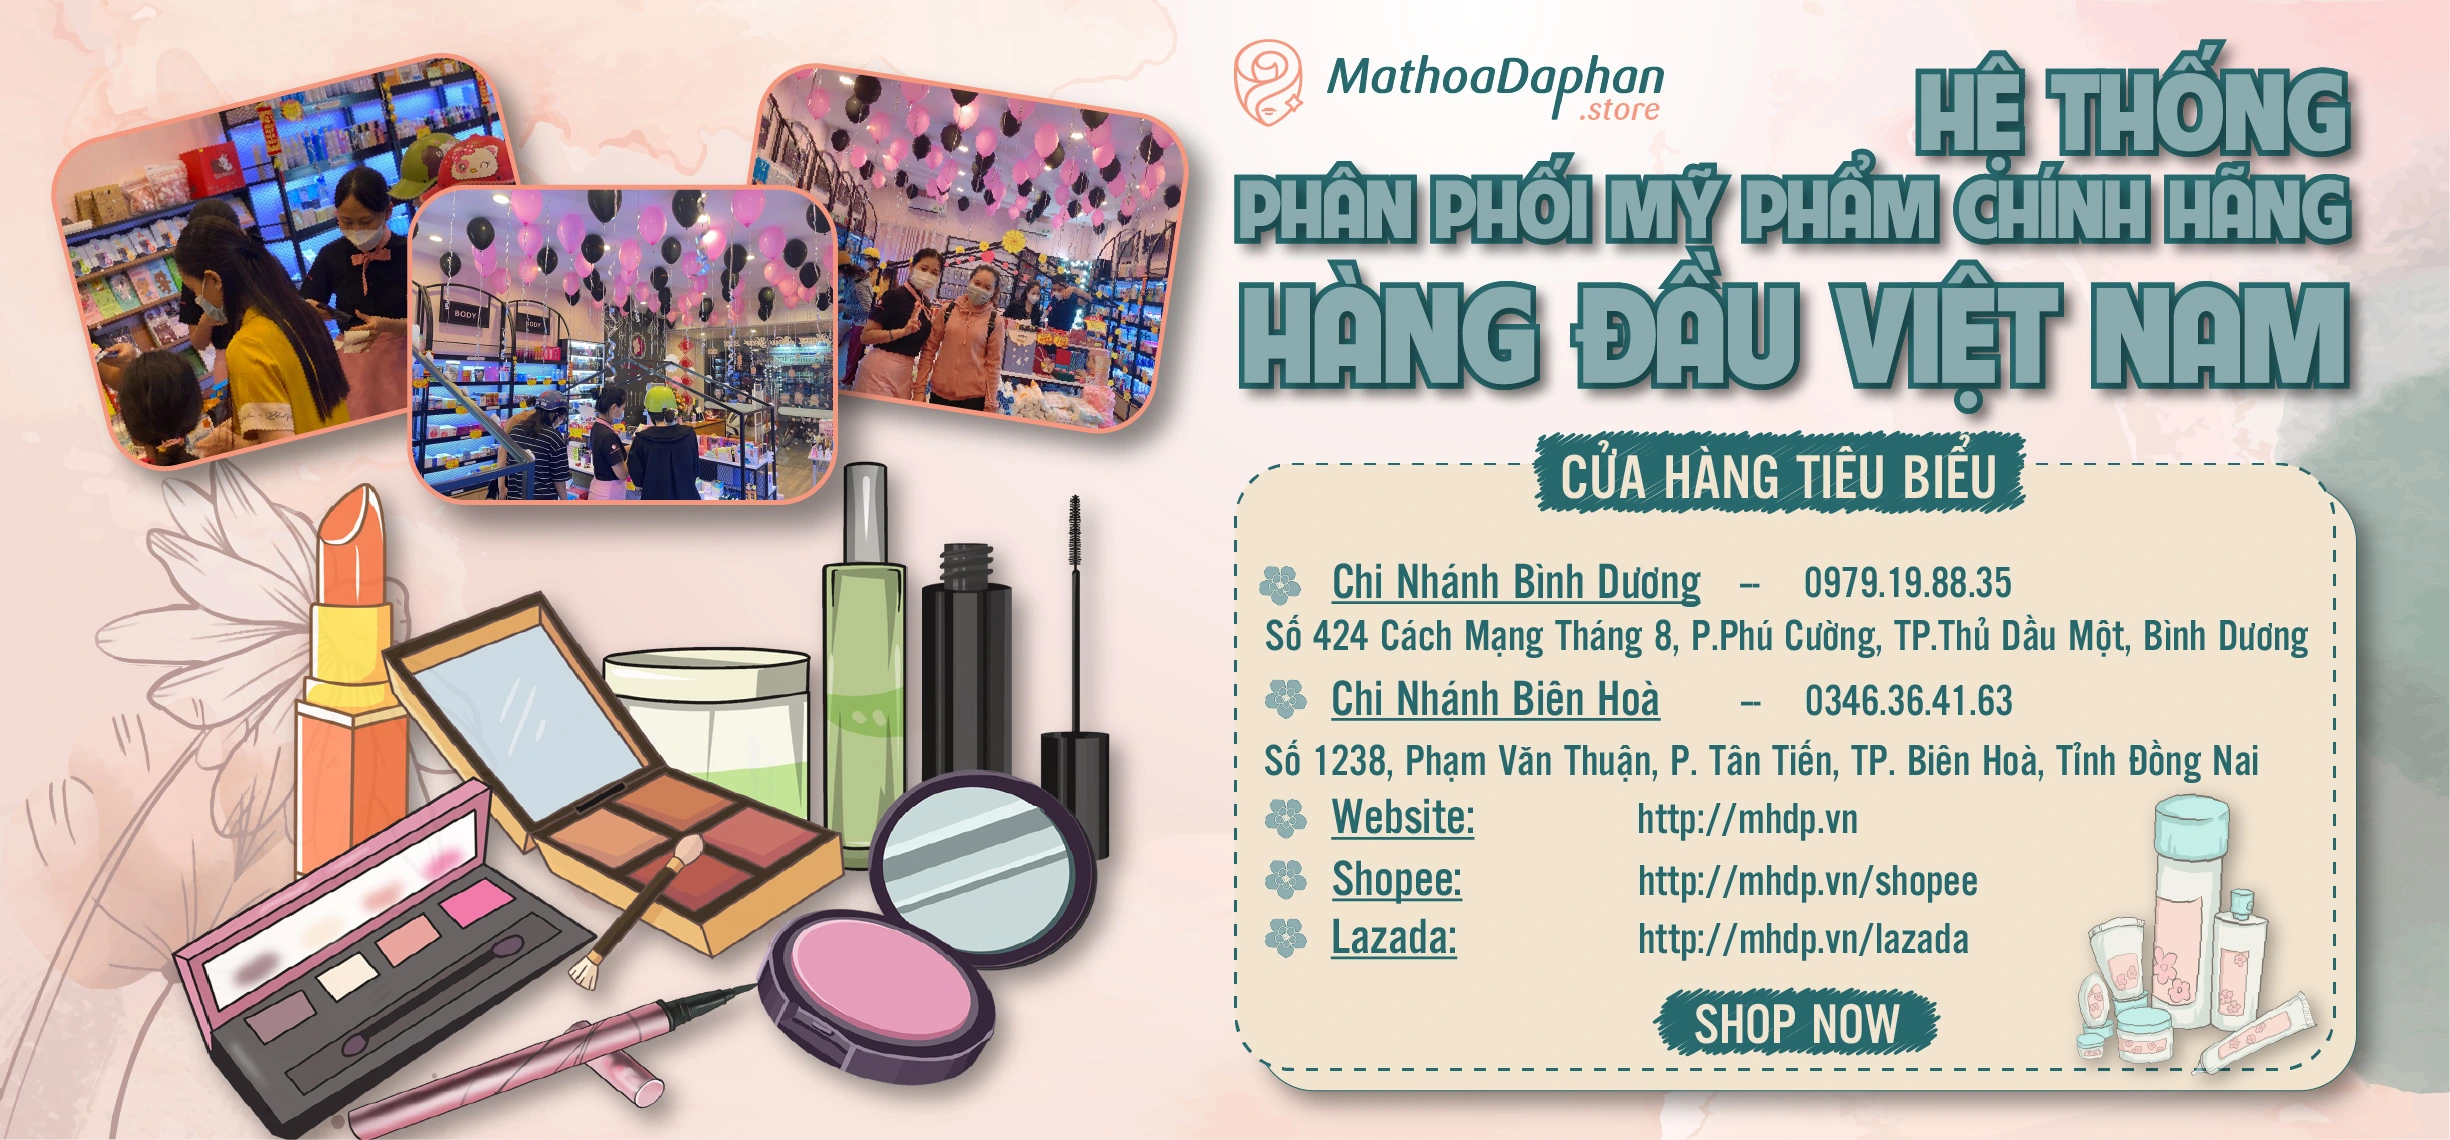 MathoaDaphan
.store
HỆ THỐNG
PHÂN PHỐI MỸ PHẨM CHÍNH HÃNG
HÀNG ĐẦU VIỆT NAM
BODY
BODY
CỬA HÀNG TIÊU BIỂU
Chi Nhánh Bình Dương – 0979.19.88.35
Số 424 Cách Mạng Tháng 8, P.Phú Cường, TP.Thủ Dầu Một, Bình Dương
Chi Nhánh Biên Hoà – 0346.36.41.63
Số 1238, Phạm Văn Thuận, P. Tân Tiến, TP. Biên Hoà, Tỉnh Đồng Nai
Website: http://mhdp.vn
Shopee: http://mhdp.vn/shopee
Lazada: http://mhdp.vn/lazada
SHOP NOW